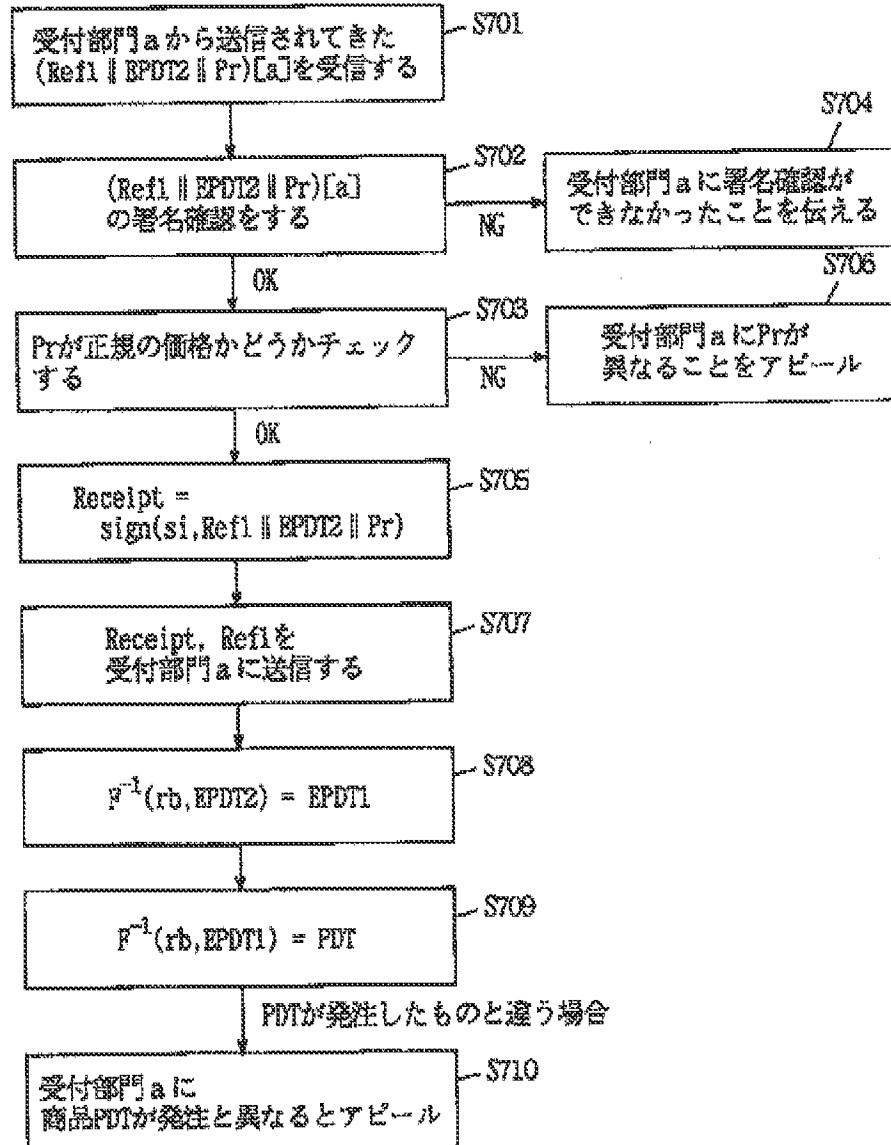 受付部門aから送信されてきた
(Ref1‖EPDT2‖Pr)[a]を受信する
S701
(Ref1‖EPDT2‖Pr)[a]
の署名確認をする
S702
NG
受付部門aに署名確認が
できなかったことを伝える
S704
OK
Prが正規の価格かどうかチェック
する
S703
NG
受付部門aにPrが
異なることをアピール
S706
OK
Receipt =
sign(si,Ref1‖EPDT2‖Pr)
S705
Receipt, Ref1を
受付部門aに送信する
S707
F⁻¹(rb,EPDT2) = EPDT1
S708
F⁻¹(rb,EPDT1) = PDT
S709
PDTが発注したものと違う場合
受付部門aに
商品PDTが発注と異なるとアピール
S710